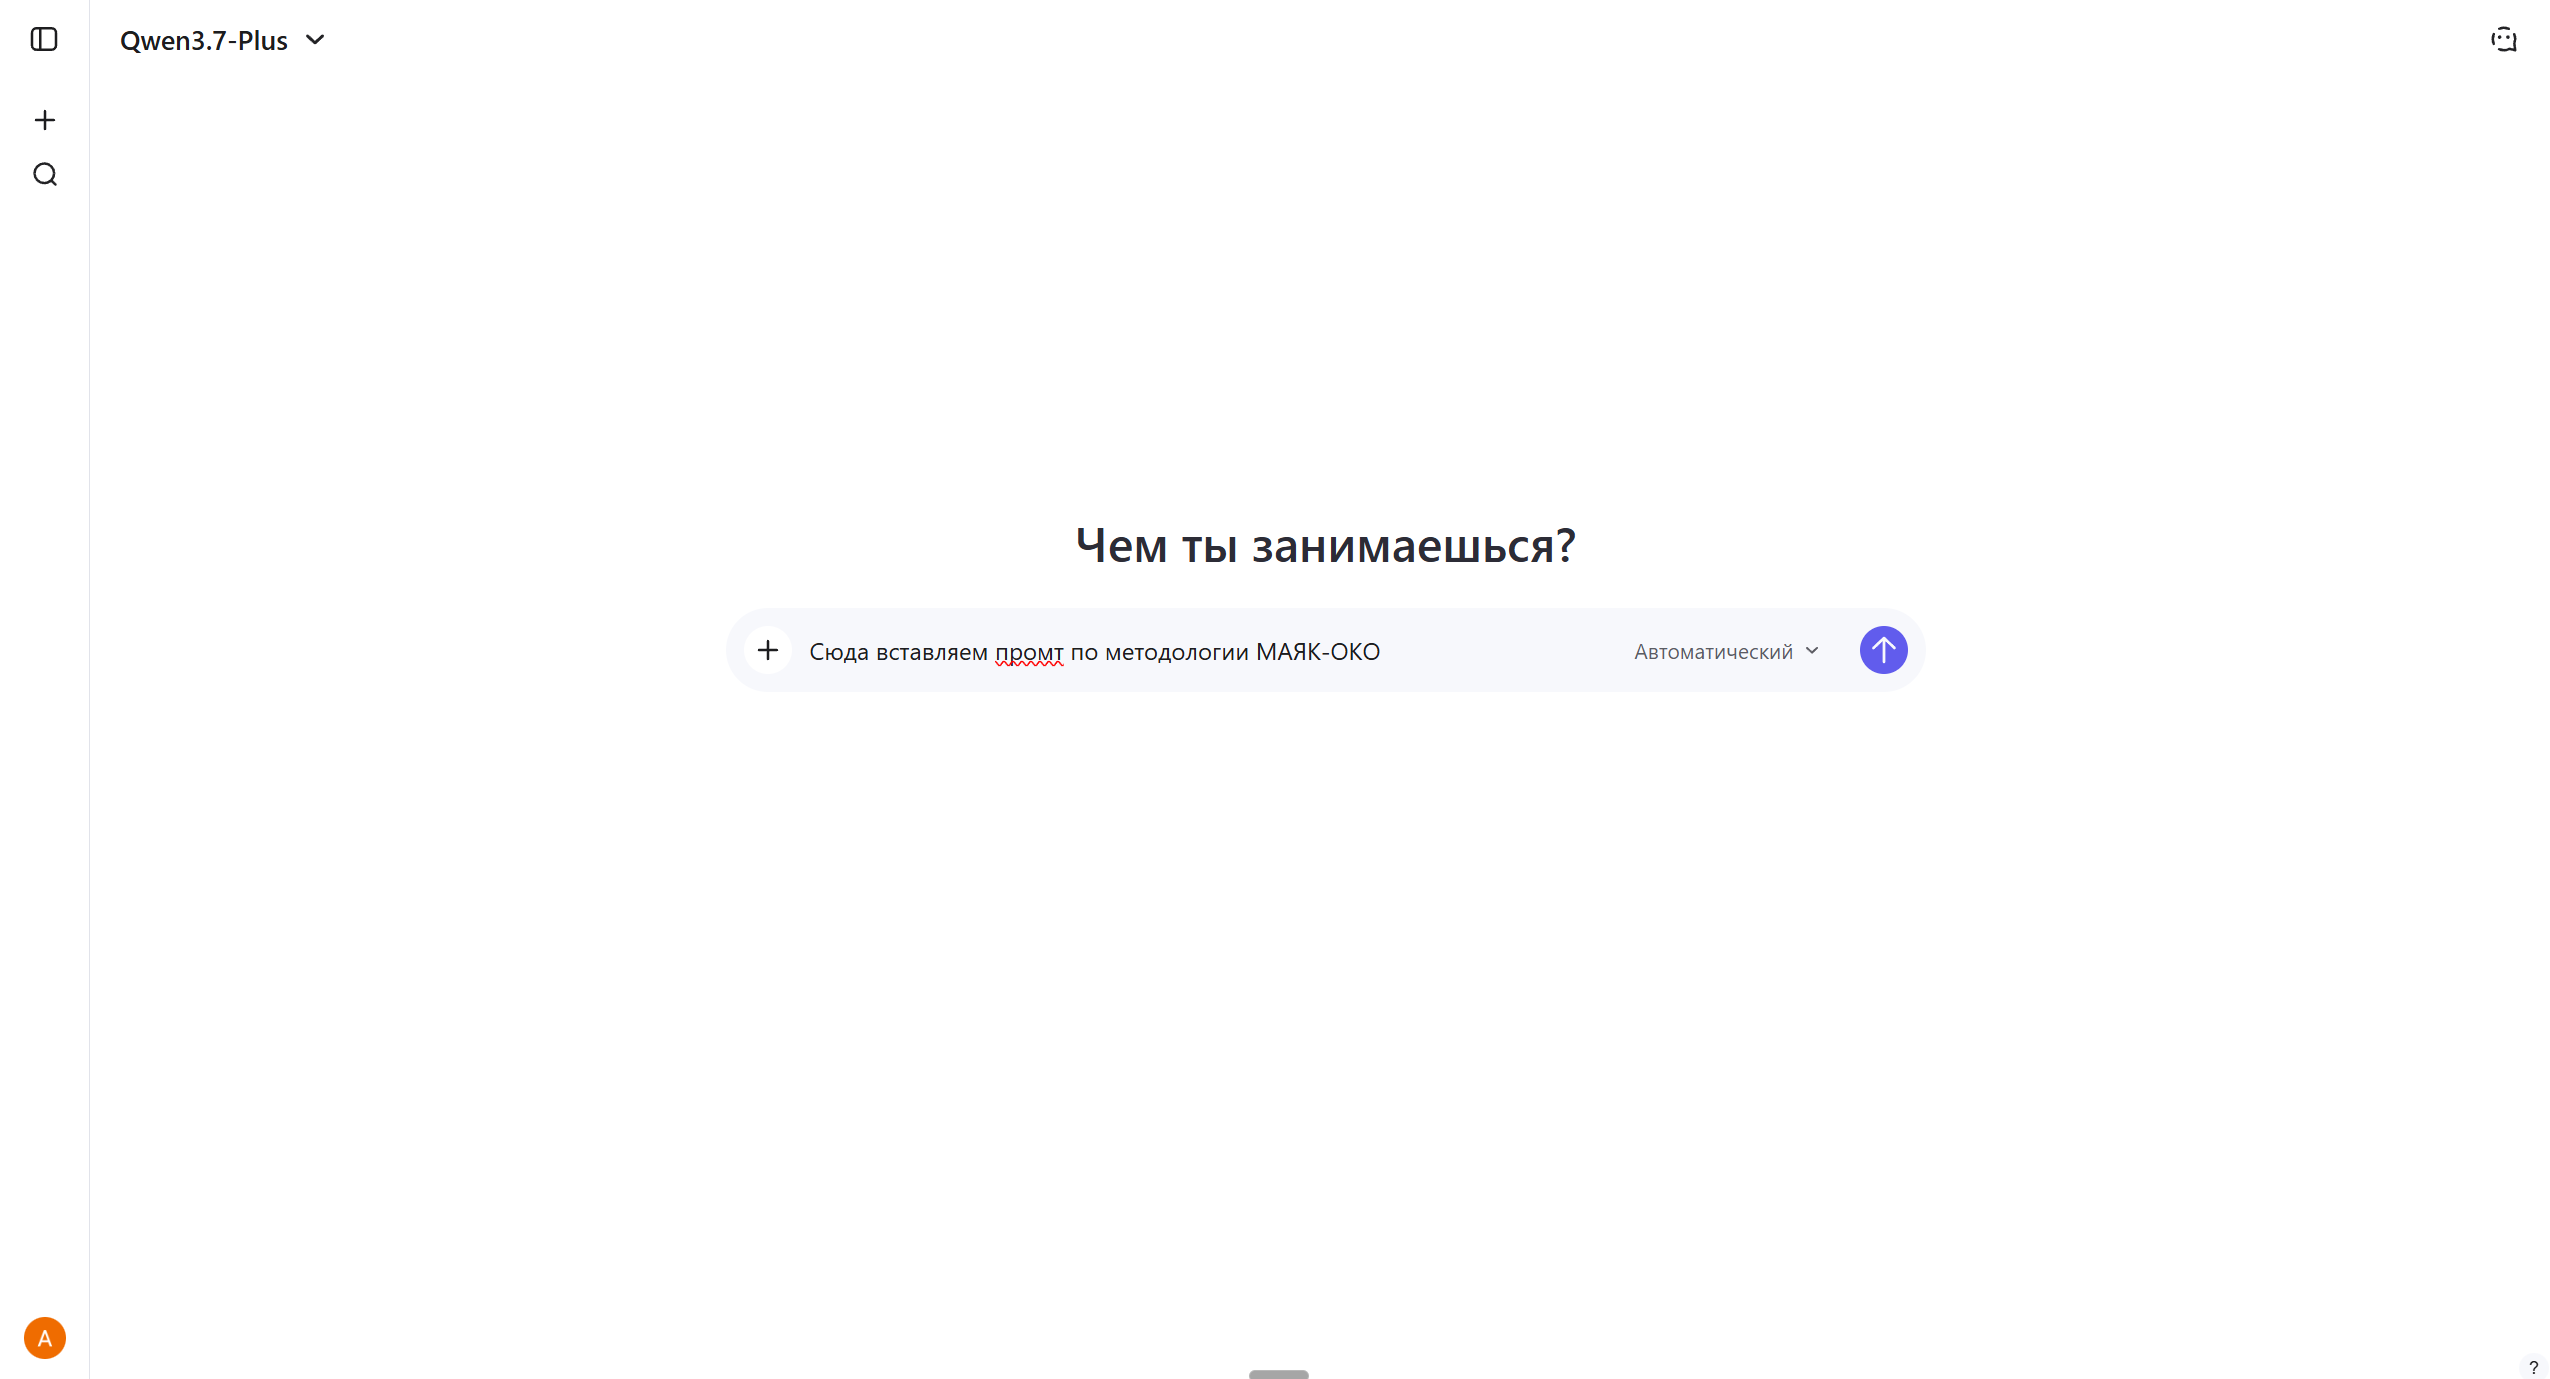 Qwen3.7-Plus
Чем ты занимаешься?
Сюда вставляем промт по методологии МАЯК-ОКО
Автоматический
A
?